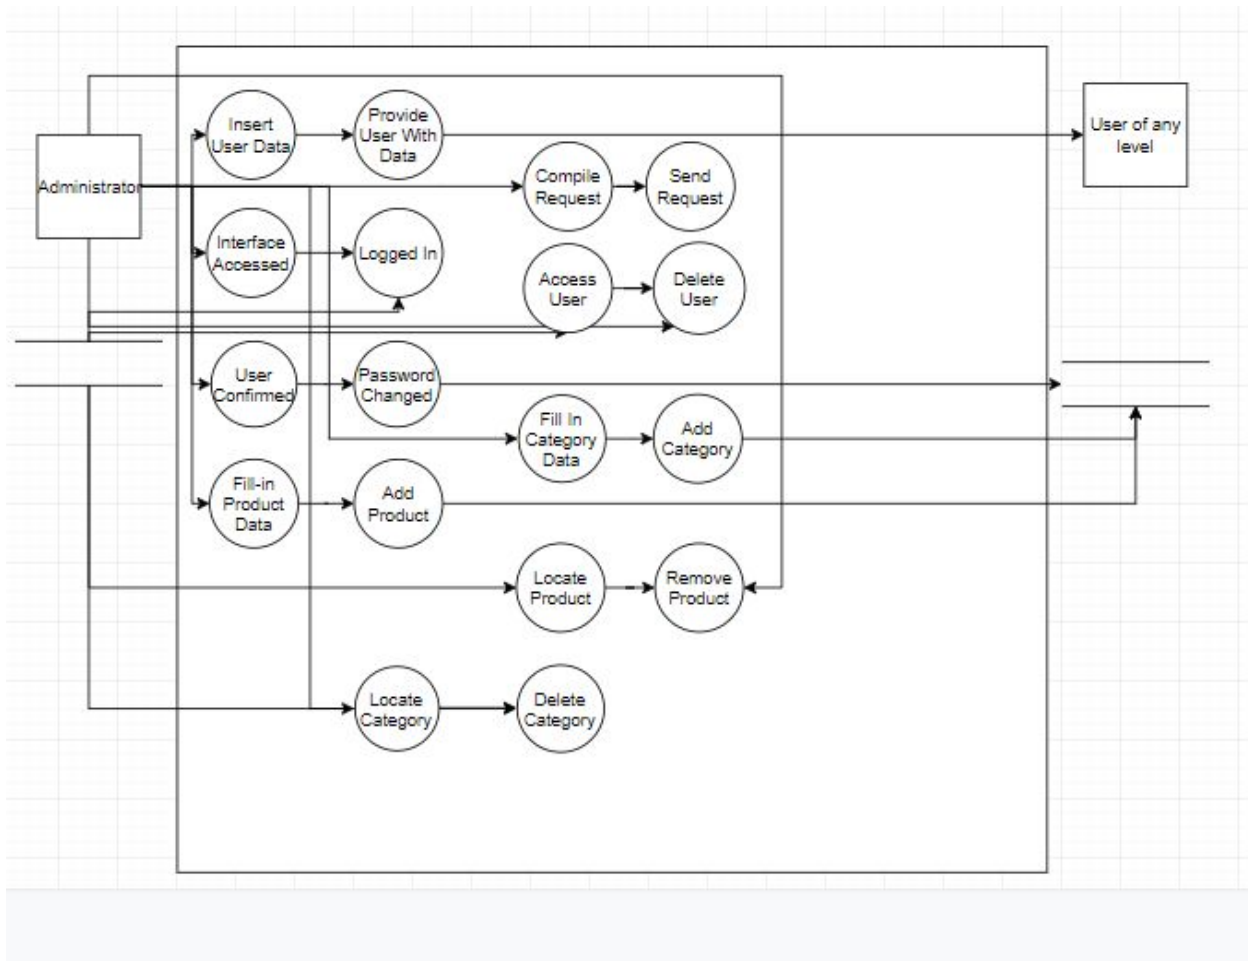 Insert
User Data
Provide
User With
Data
User of any
level
Administrator
Compile
Request
Send
Request
Interface
Accessed
Logged In
Access
User
Delete
User
User
Confirmed
Password
Changed
Fill In
Category
Data
Add
Category
Fill-in
Product
Data
Add
Product
Locate
Product
Remove
Product
Locate
Category
Delete
Category